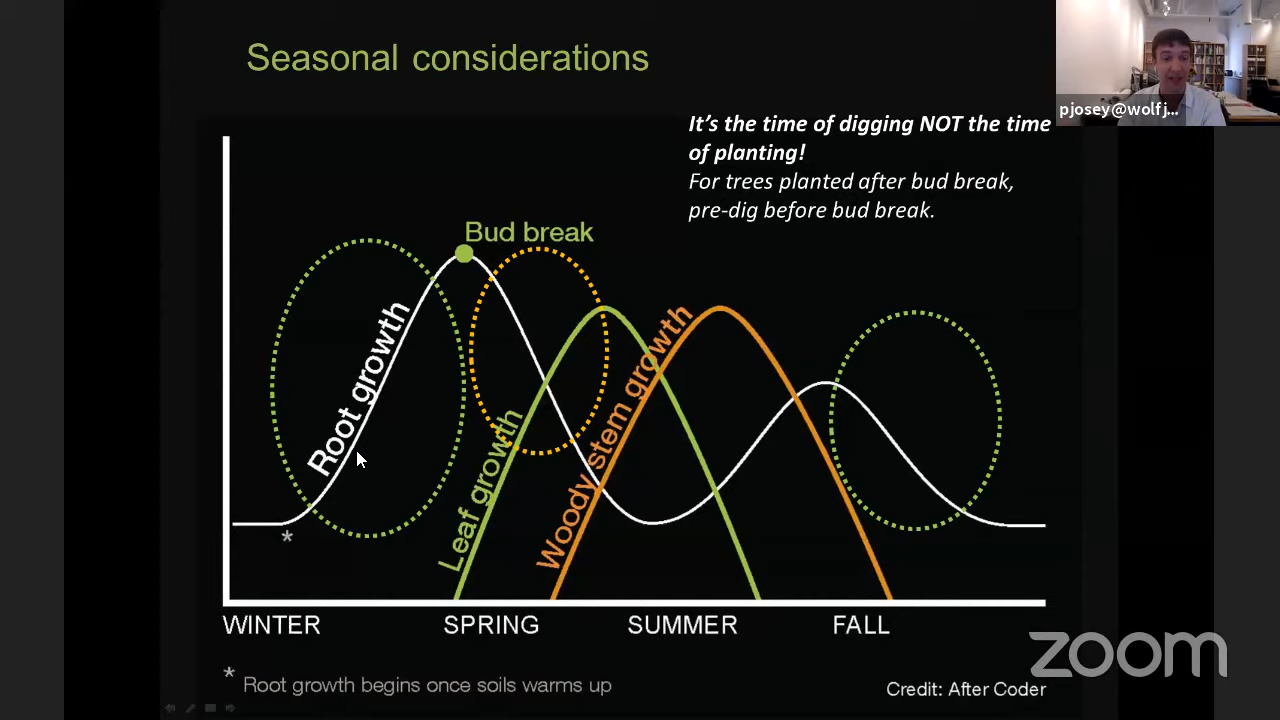 Seasonal considerations
pjosey@wolfj...
It's the time of digging NOT the time
of planting!
For trees planted after bud break,
pre-dig before bud break.
Bud break
Root growth
Leaf growth
Woody stem growth
*
WINTER SPRING SUMMER FALL
* Root growth begins once soils warms up
Credit: After Coder
zoom